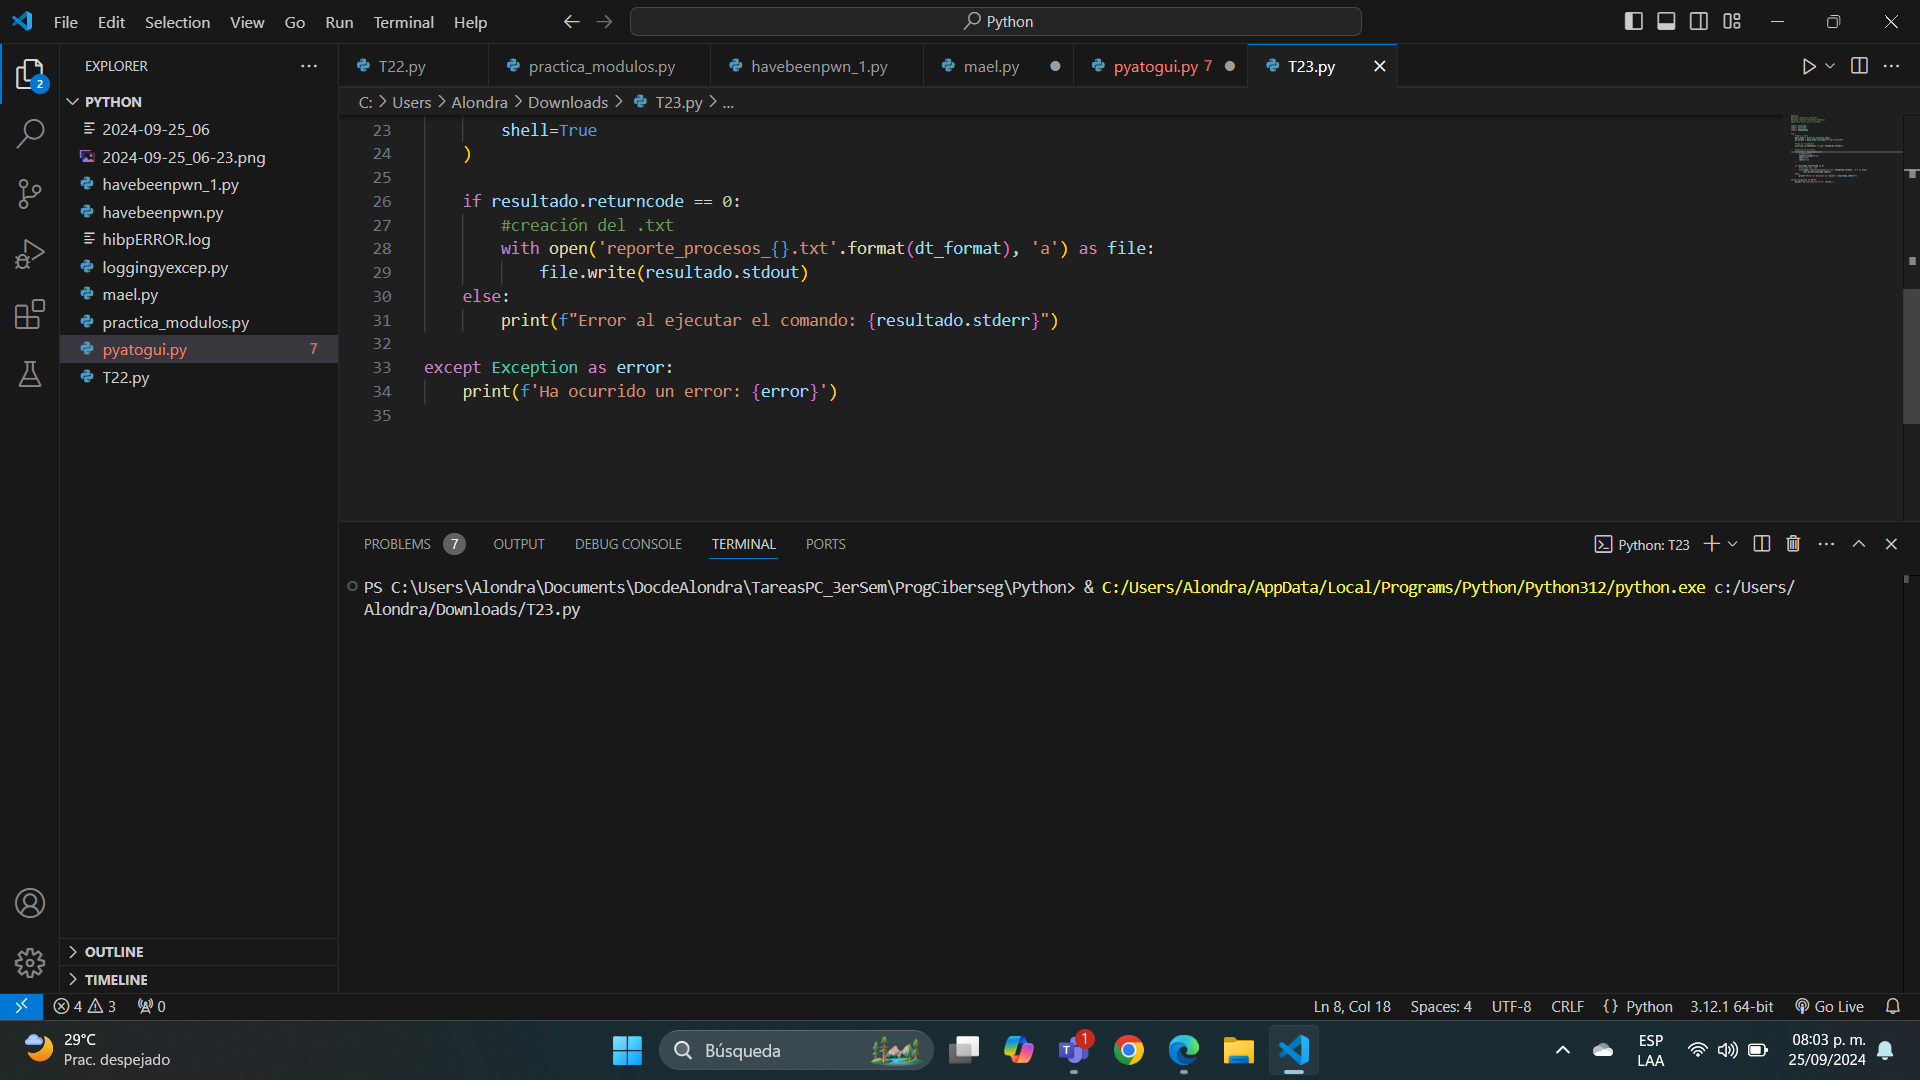 File Edit Selection View Go Run Terminal Help
Python
EXPLORER
T22.py practica_modulos.py havebeenpwn_1.py mael.py pyatogui.py 7 T23.py
2
PYTHON
C: > Users > Alondra > Downloads > T23.py > ...
2024-09-25_06
2024-09-25_06-23.png
havebeenpwn_1.py
havebeenpwn.py
hibpERROR.log
loggingyexcep.py
mael.py
practica_modulos.py
pyatogui.py 7
T22.py
23 shell=True
24 )
25
26 if resultado.returncode == 0:
27 #creación del .txt
28 with open('reporte_procesos_{}.txt'.format(dt_format), 'a') as file:
29 file.write(resultado.stdout)
30 else:
31 print(f"Error al ejecutar el comando: {resultado.stderr}")
32
33 except Exception as error:
34 print(f'Ha ocurrido un error: {error}')
35
PROBLEMS 7 OUTPUT DEBUG CONSOLE TERMINAL PORTS
Python: T23
PS C:\Users\Alondra\Documents\DocdeAlondra\TareasPC_3erSem\ProgCiberseg\Python> & C:/Users/Alondra/AppData/Local/Programs/Python/Python312/python.exe c:/Users/
Alondra/Downloads/T23.py
OUTLINE
TIMELINE
4 3 0
Ln 8, Col 18 Spaces: 4 UTF-8 CRLF {} Python 3.12.1 64-bit Go Live
29°C
Prac. despejado
Búsqueda
1
ESP
LAA
08:03 p. m.
25/09/2024